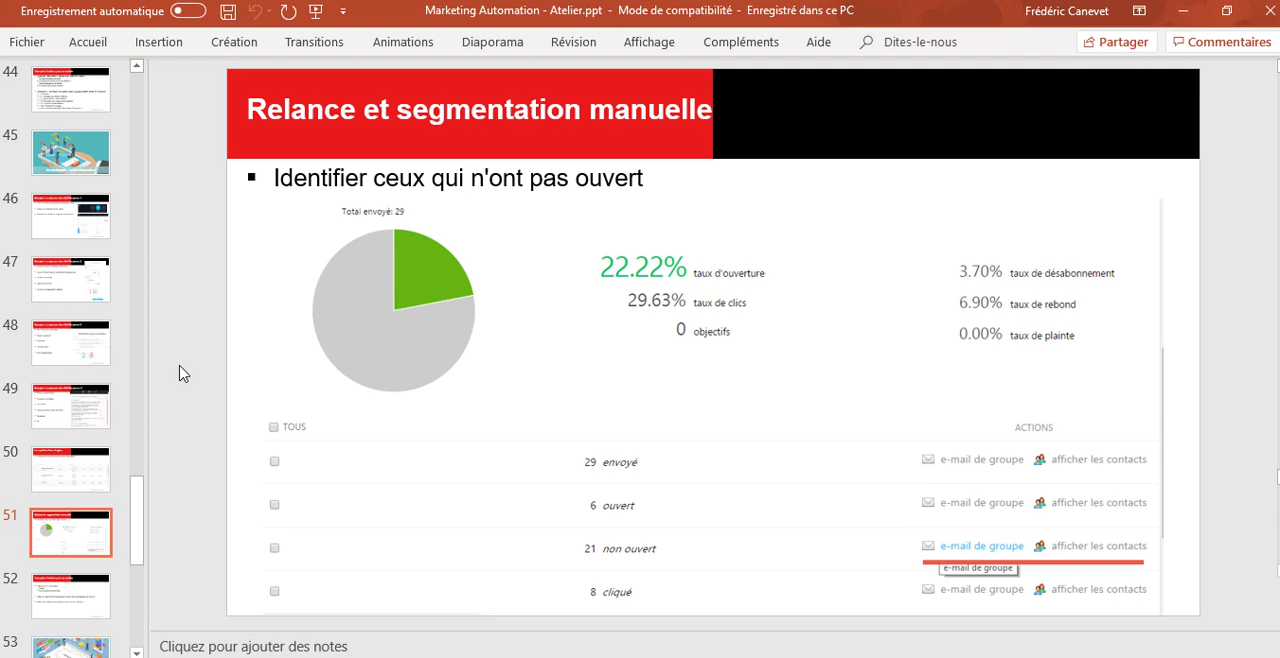 Enregistrement automatique
Marketing Automation - Atelier.ppt - Mode de compatibilité - Enregistré dans ce PC
Frédéric Canevet
Fichier Accueil Insertion Création Transitions Animations Diaporama Révision Affichage Compléments Aide Dites-le-nous Partager Commentaires
44
45
46
47
48
49
50
51
52
53
Relance et segmentation manuelle
▪ Identifier ceux qui n'ont pas ouvert
Total envoyé: 29
22.22% taux d'ouverture
29.63% taux de clics
0 objectifs
3.70% taux de désabonnement
6.90% taux de rebond
0.00% taux de plainte
TOUS ACTIONS
29 envoyé e-mail de groupe afficher les contacts
6 ouvert e-mail de groupe afficher les contacts
21 non ouvert e-mail de groupe afficher les contacts
e-mail de groupe
8 cliqué e-mail de groupe afficher les contacts
Cliquez pour ajouter des notes